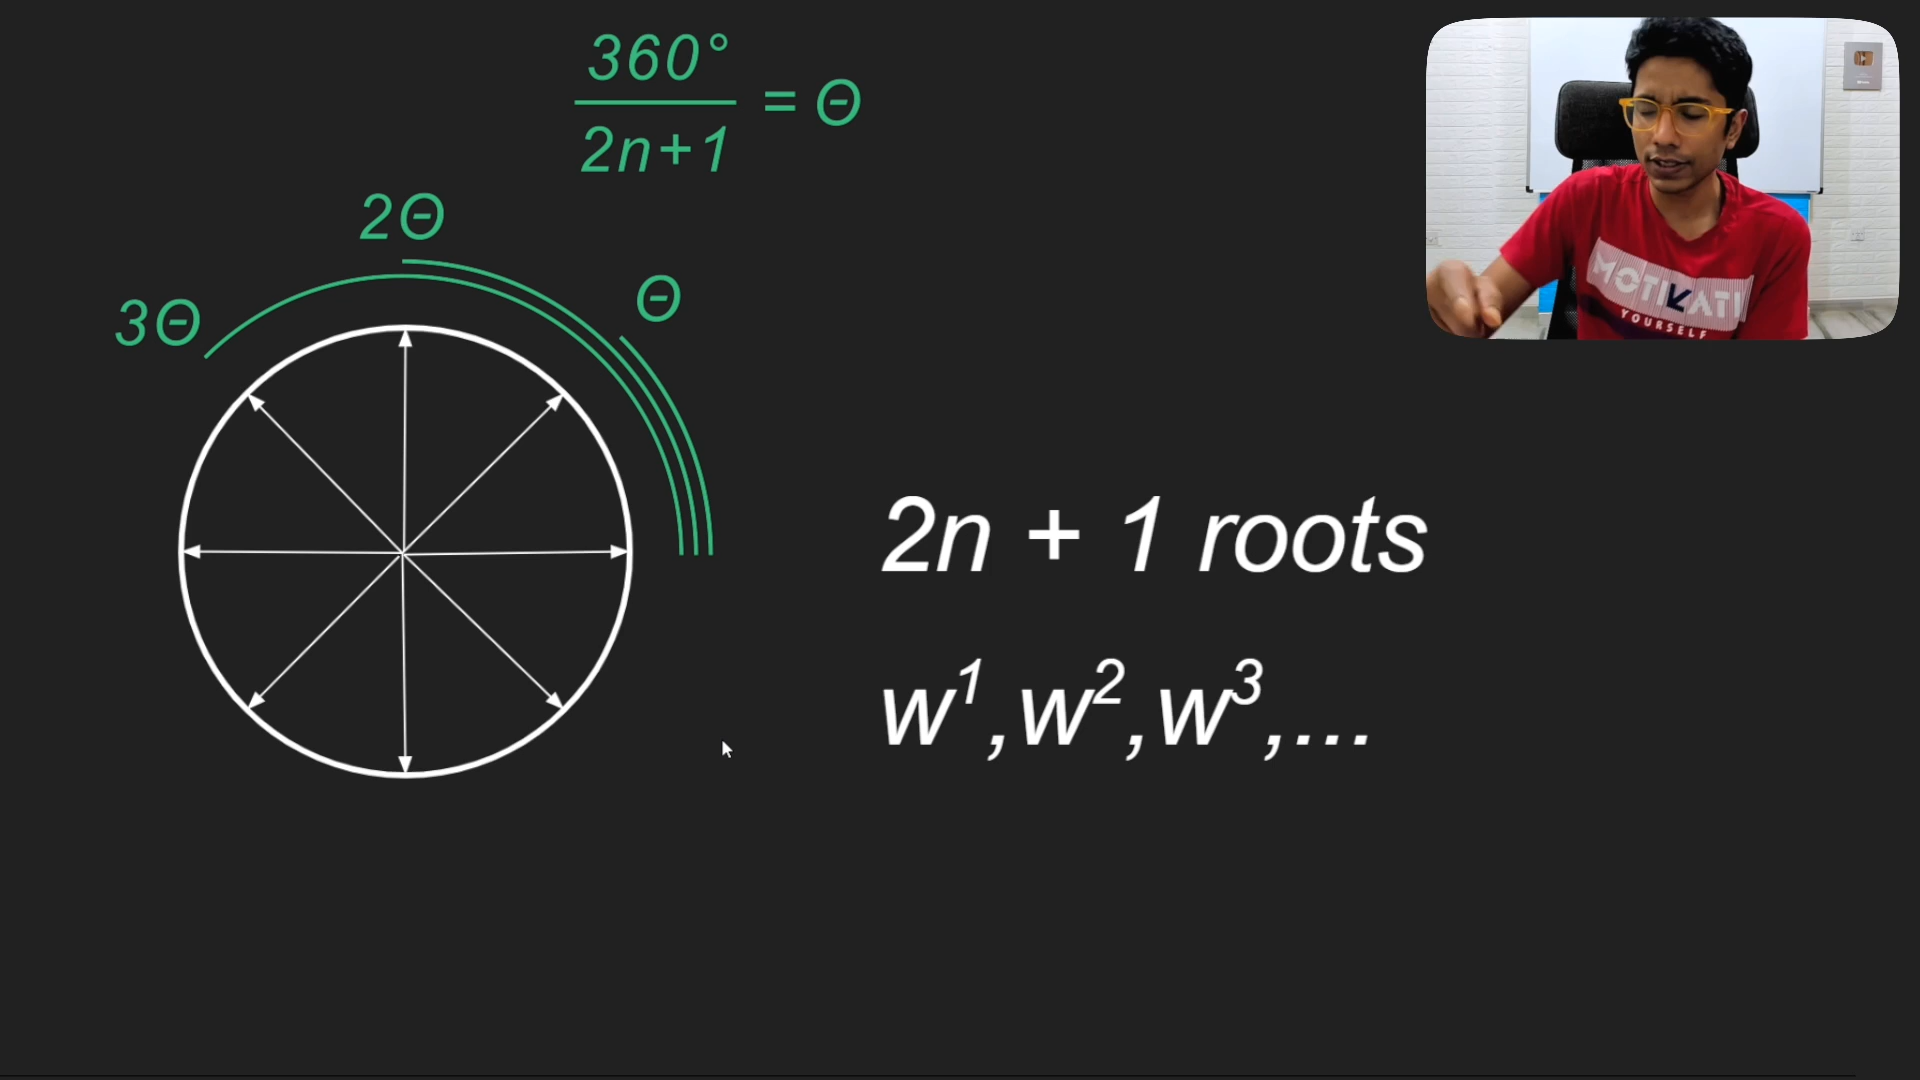 360°
2n+1
= Θ
2Θ
Θ
3Θ
MOTIVATI
YOURSELF
2n + 1 roots
w¹,w²,w³,...